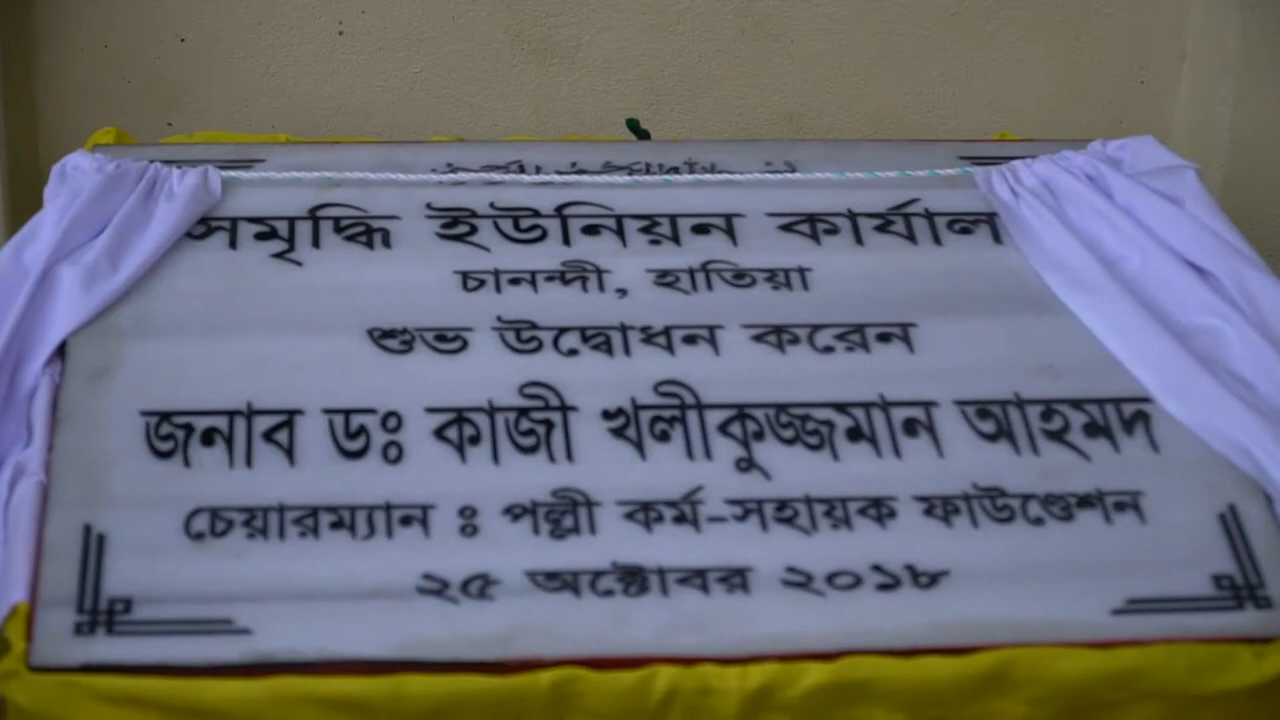 সমৃদ্ধি ইউনিয়ন কার্যাল
চানন্দী, হাতিয়া
শুভ উদ্বোধন করেন
জনাব ডঃ কাজী খলীকুজ্জমান আহমদ
চেয়ারম্যান ঃ পল্লী কর্ম-সহায়ক ফাউণ্ডেশন
২৫ অক্টোবর ২০১৮